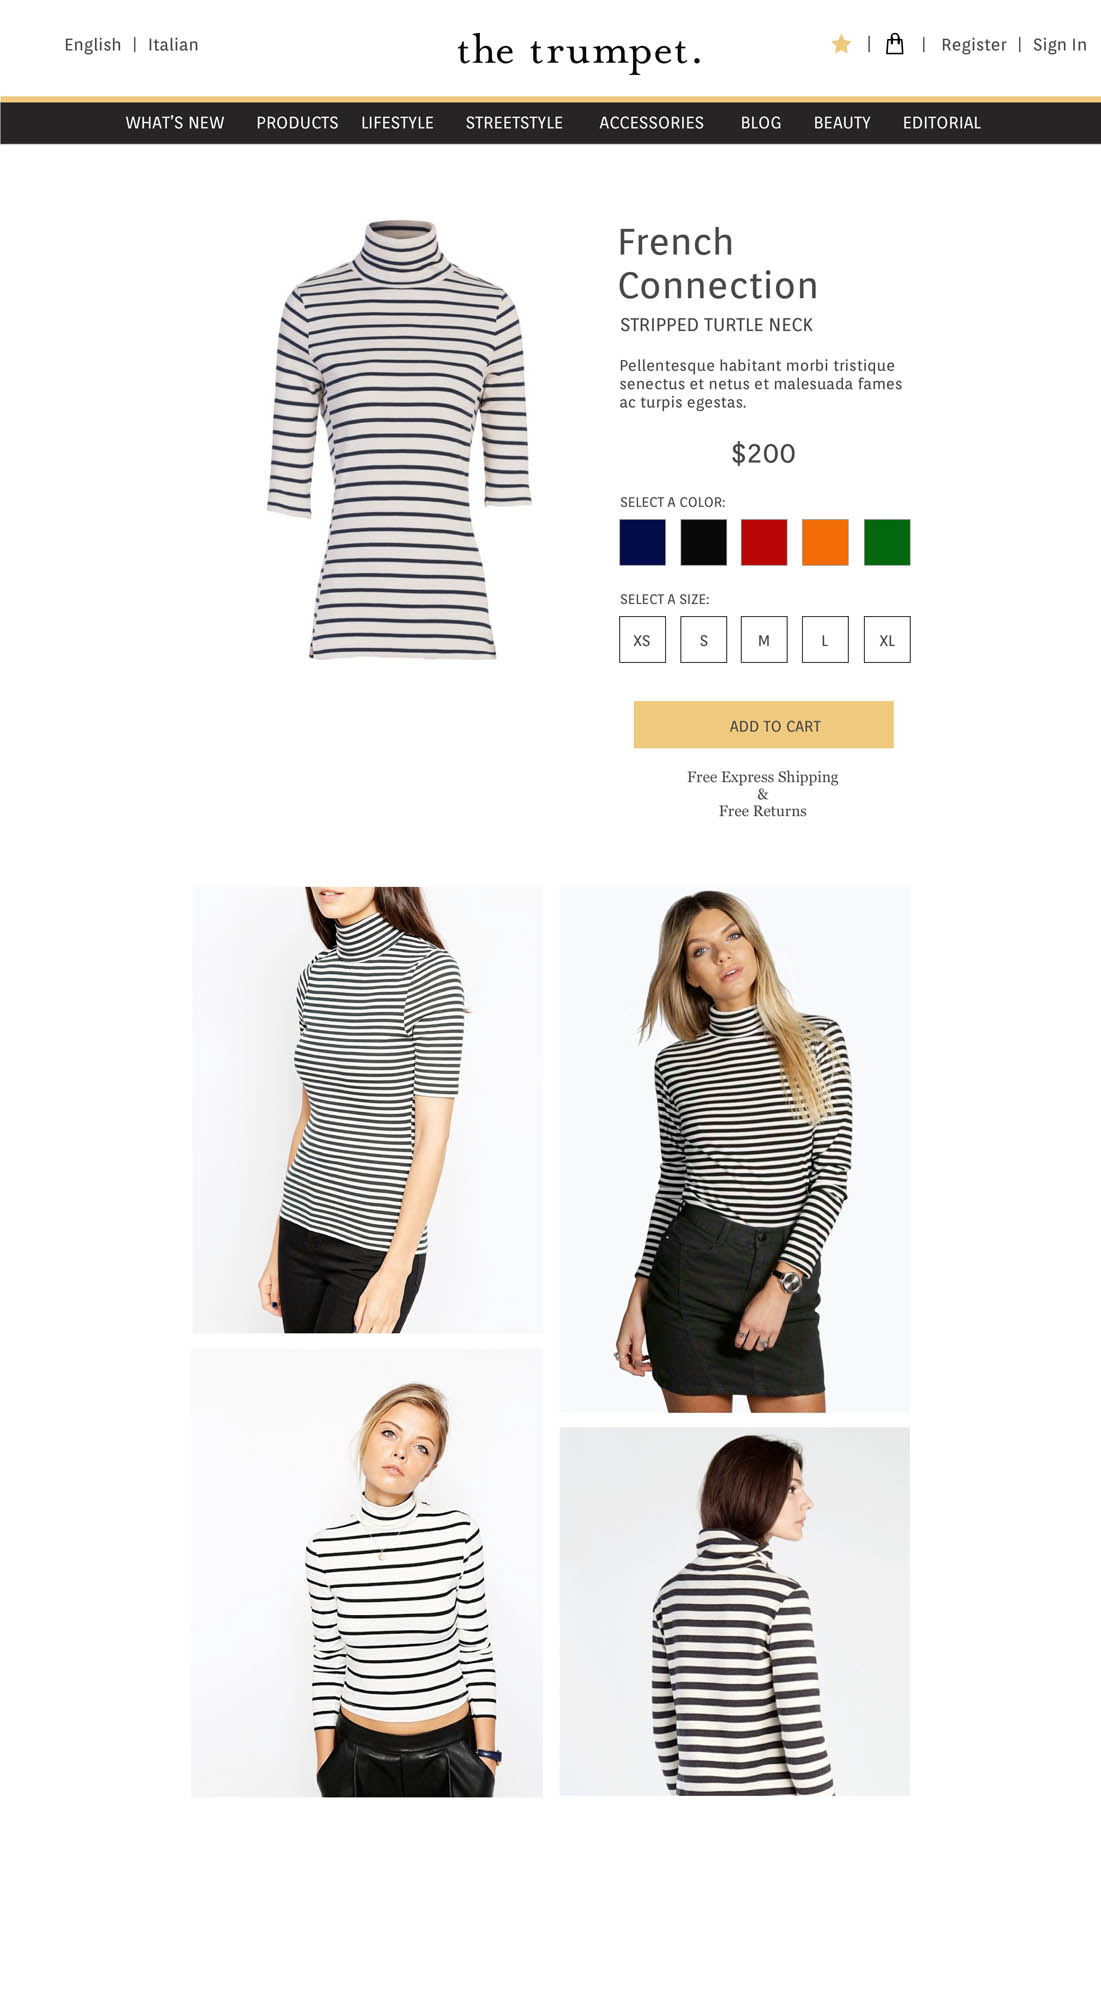 English | Italian
the trumpet.
| | Register | Sign In
WHAT'S NEW PRODUCTS LIFESTYLE STREETSTYLE ACCESSORIES BLOG BEAUTY EDITORIAL
French
Connection
STRIPPED TURTLE NECK
Pellentesque habitant morbi tristique
senectus et netus et malesuada fames
ac turpis egestas.
$200
SELECT A COLOR:
SELECT A SIZE:
XS S M L XL
ADD TO CART
Free Express Shipping
&
Free Returns